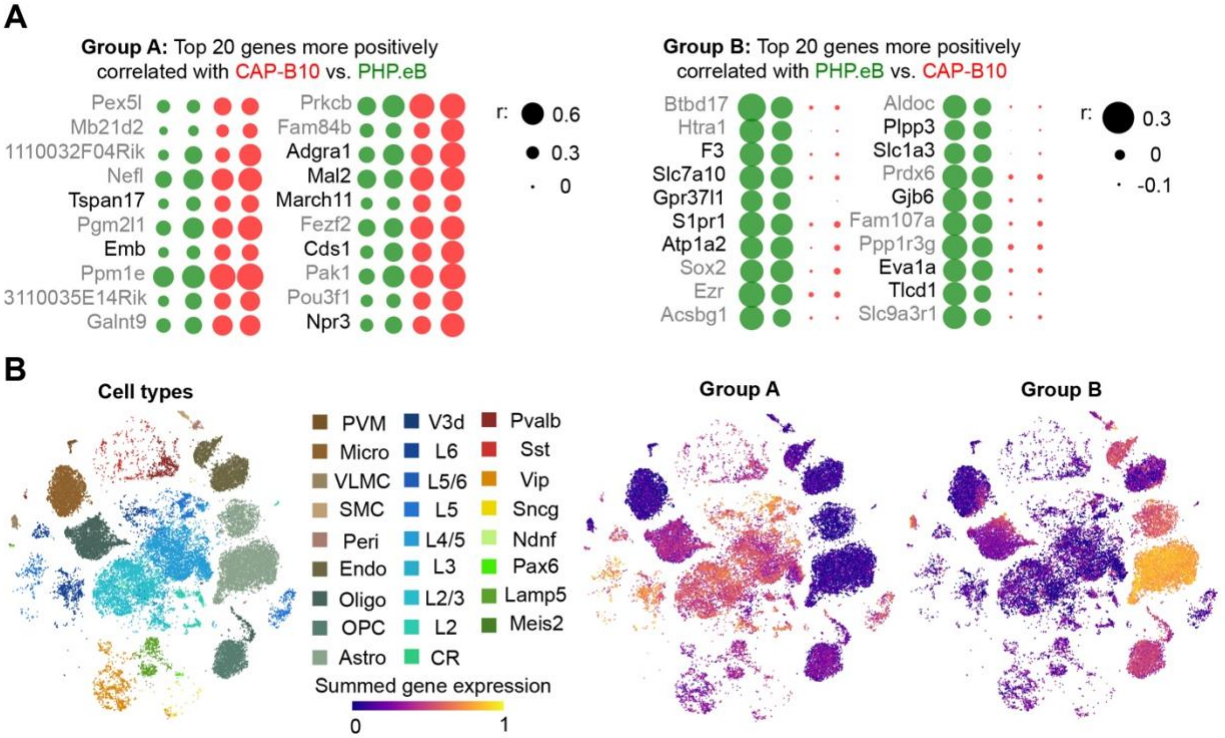 A
Group A: Top 20 genes more positively
correlated with CAP-B10 vs. PHP.eB
Pex5l
Mb21d2
1110032F04Rik
Nefl
Tspan17
Pgm2l1
Emb
Ppm1e
3110035E14Rik
Galnt9
Prkcb
Fam84b
Adgra1
Mal2
March11
Fezf2
Cds1
Pak1
Pou3f1
Npr3
r:
0.6
0.3
0
Group B: Top 20 genes more positively
correlated with PHP.eB vs. CAP-B10
Btbd17
Htra1
F3
Slc7a10
Gpr37l1
S1pr1
Atp1a2
Sox2
Ezr
Acsbg1
Aldoc
Plpp3
Slc1a3
Prdx6
Gjb6
Fam107a
Ppp1r3g
Eva1a
Tlcd1
Slc9a3r1
r:
0.3
0
-0.1
B
Cell types
PVM
Micro
VLMC
SMC
Peri
Endo
Oligo
OPC
Astro
V3d
L6
L5/6
L5
L4/5
L3
L2/3
L2
CR
Pvalb
Sst
Vip
Sncg
Ndnf
Pax6
Lamp5
Meis2
Summed gene expression
0
1
Group A
Group B